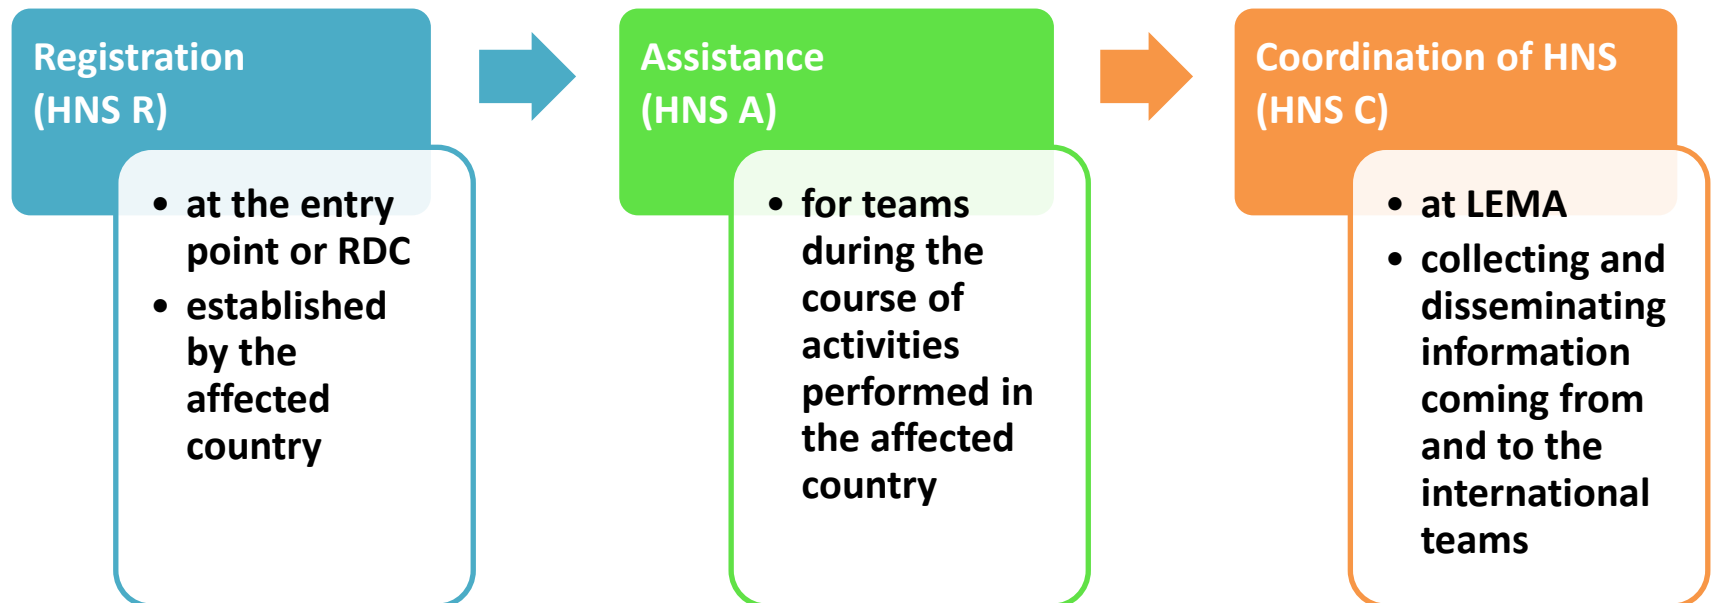 Registration
(HNS R)
• at the entry
point or RDC
• established
by the
affected
country
Assistance
(HNS A)
• for teams
during the
course of
activities
performed in
the affected
country
Coordination of HNS
(HNS C)
• at LEMA
• collecting and
disseminating
information
coming from
and to the
international
teams